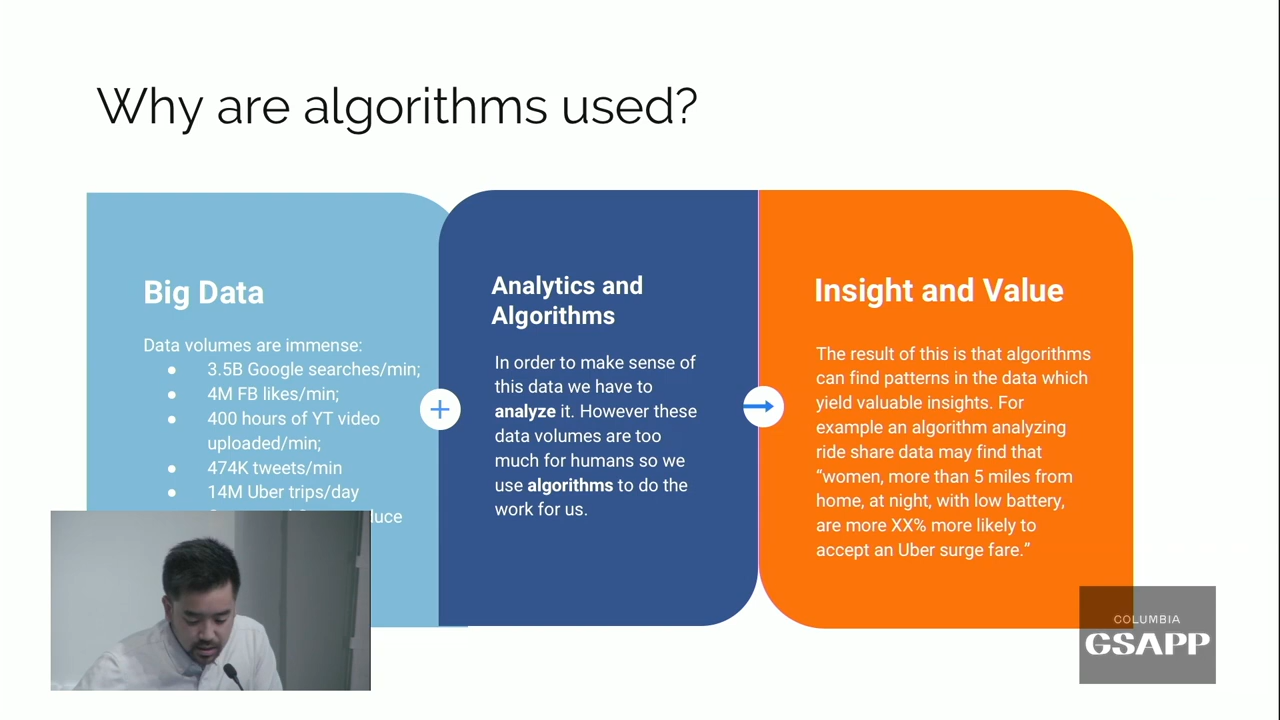 Why are algorithms used?
Big Data
Data volumes are immense:
● 3.5B Google searches/min;
● 4M FB likes/min;
● 400 hours of YT video
uploaded/min;
● 474K tweets/min
● 14M Uber trips/day
Analytics and
Algorithms
In order to make sense of
this data we have to
analyze it. However these
data volumes are too
much for humans so we
use algorithms to do the
work for us.
Insight and Value
The result of this is that algorithms
can find patterns in the data which
yield valuable insights. For
example an algorithm analyzing
ride share data may find that
“women, more than 5 miles from
home, at night, with low battery,
are more XX% more likely to
accept an Uber surge fare.”
COLUMBIA
GSAPP